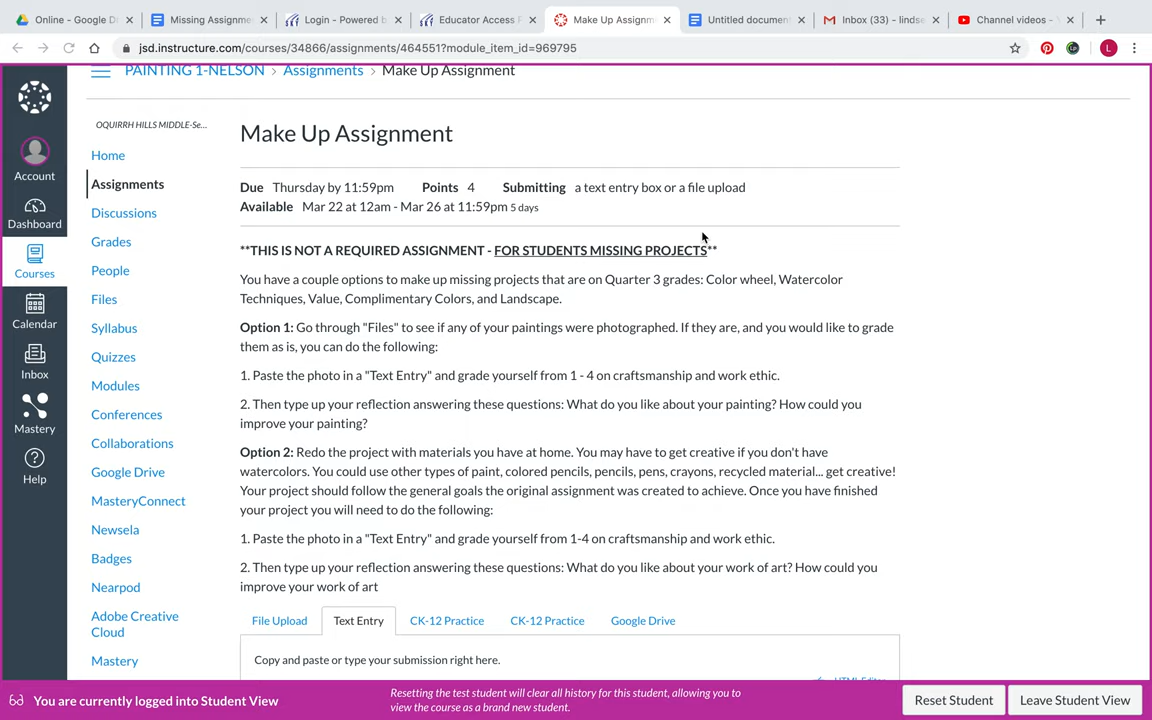 Online - Google D
Missing Assignme
Login - Powered b
Educator Access P
Make Up Assignm
Untitled documen
Inbox (33) - lindse
Channel videos -
jsd.instructure.com/courses/34866/assignments/464551?module_item_id=969795
L
PAINTING 1-NELSON > Assignments > Make Up Assignment
Account
Dashboard
Courses
Calendar
Inbox
Mastery
Help
OQUIRRH HILLS MIDDLE-Se...
Home
Assignments
Discussions
Grades
People
Files
Syllabus
Quizzes
Modules
Conferences
Collaborations
Google Drive
MasteryConnect
Newsela
Badges
Nearpod
Adobe Creative
Cloud
Mastery
Make Up Assignment
Due Thursday by 11:59pm Points 4 Submitting a text entry box or a file upload
Available Mar 22 at 12am - Mar 26 at 11:59pm 5 days
**THIS IS NOT A REQUIRED ASSIGNMENT - FOR STUDENTS MISSING PROJECTS**
You have a couple options to make up missing projects that are on Quarter 3 grades: Color wheel, Watercolor
Techniques, Value, Complimentary Colors, and Landscape.
Option 1: Go through "Files" to see if any of your paintings were photographed. If they are, and you would like to grade
them as is, you can do the following:
1. Paste the photo in a "Text Entry" and grade yourself from 1 - 4 on craftsmanship and work ethic.
2. Then type up your reflection answering these questions: What do you like about your painting? How could you
improve your painting?
Option 2: Redo the project with materials you have at home. You may have to get creative if you don't have
watercolors. You could use other types of paint, colored pencils, pencils, pens, crayons, recycled material... get creative!
Your project should follow the general goals the original assignment was created to achieve. Once you have finished
your project you will need to do the following:
1. Paste the photo in a "Text Entry" and grade yourself from 1-4 on craftsmanship and work ethic.
2. Then type up your reflection answering these questions: What do you like about your work of art? How could you
improve your work of art
File Upload
Text Entry
CK-12 Practice
CK-12 Practice
Google Drive
Copy and paste or type your submission right here.
HTML Editor
You are currently logged into Student View
Resetting the test student will clear all history for this student, allowing you to
view the course as a brand new student.
Reset Student
Leave Student View